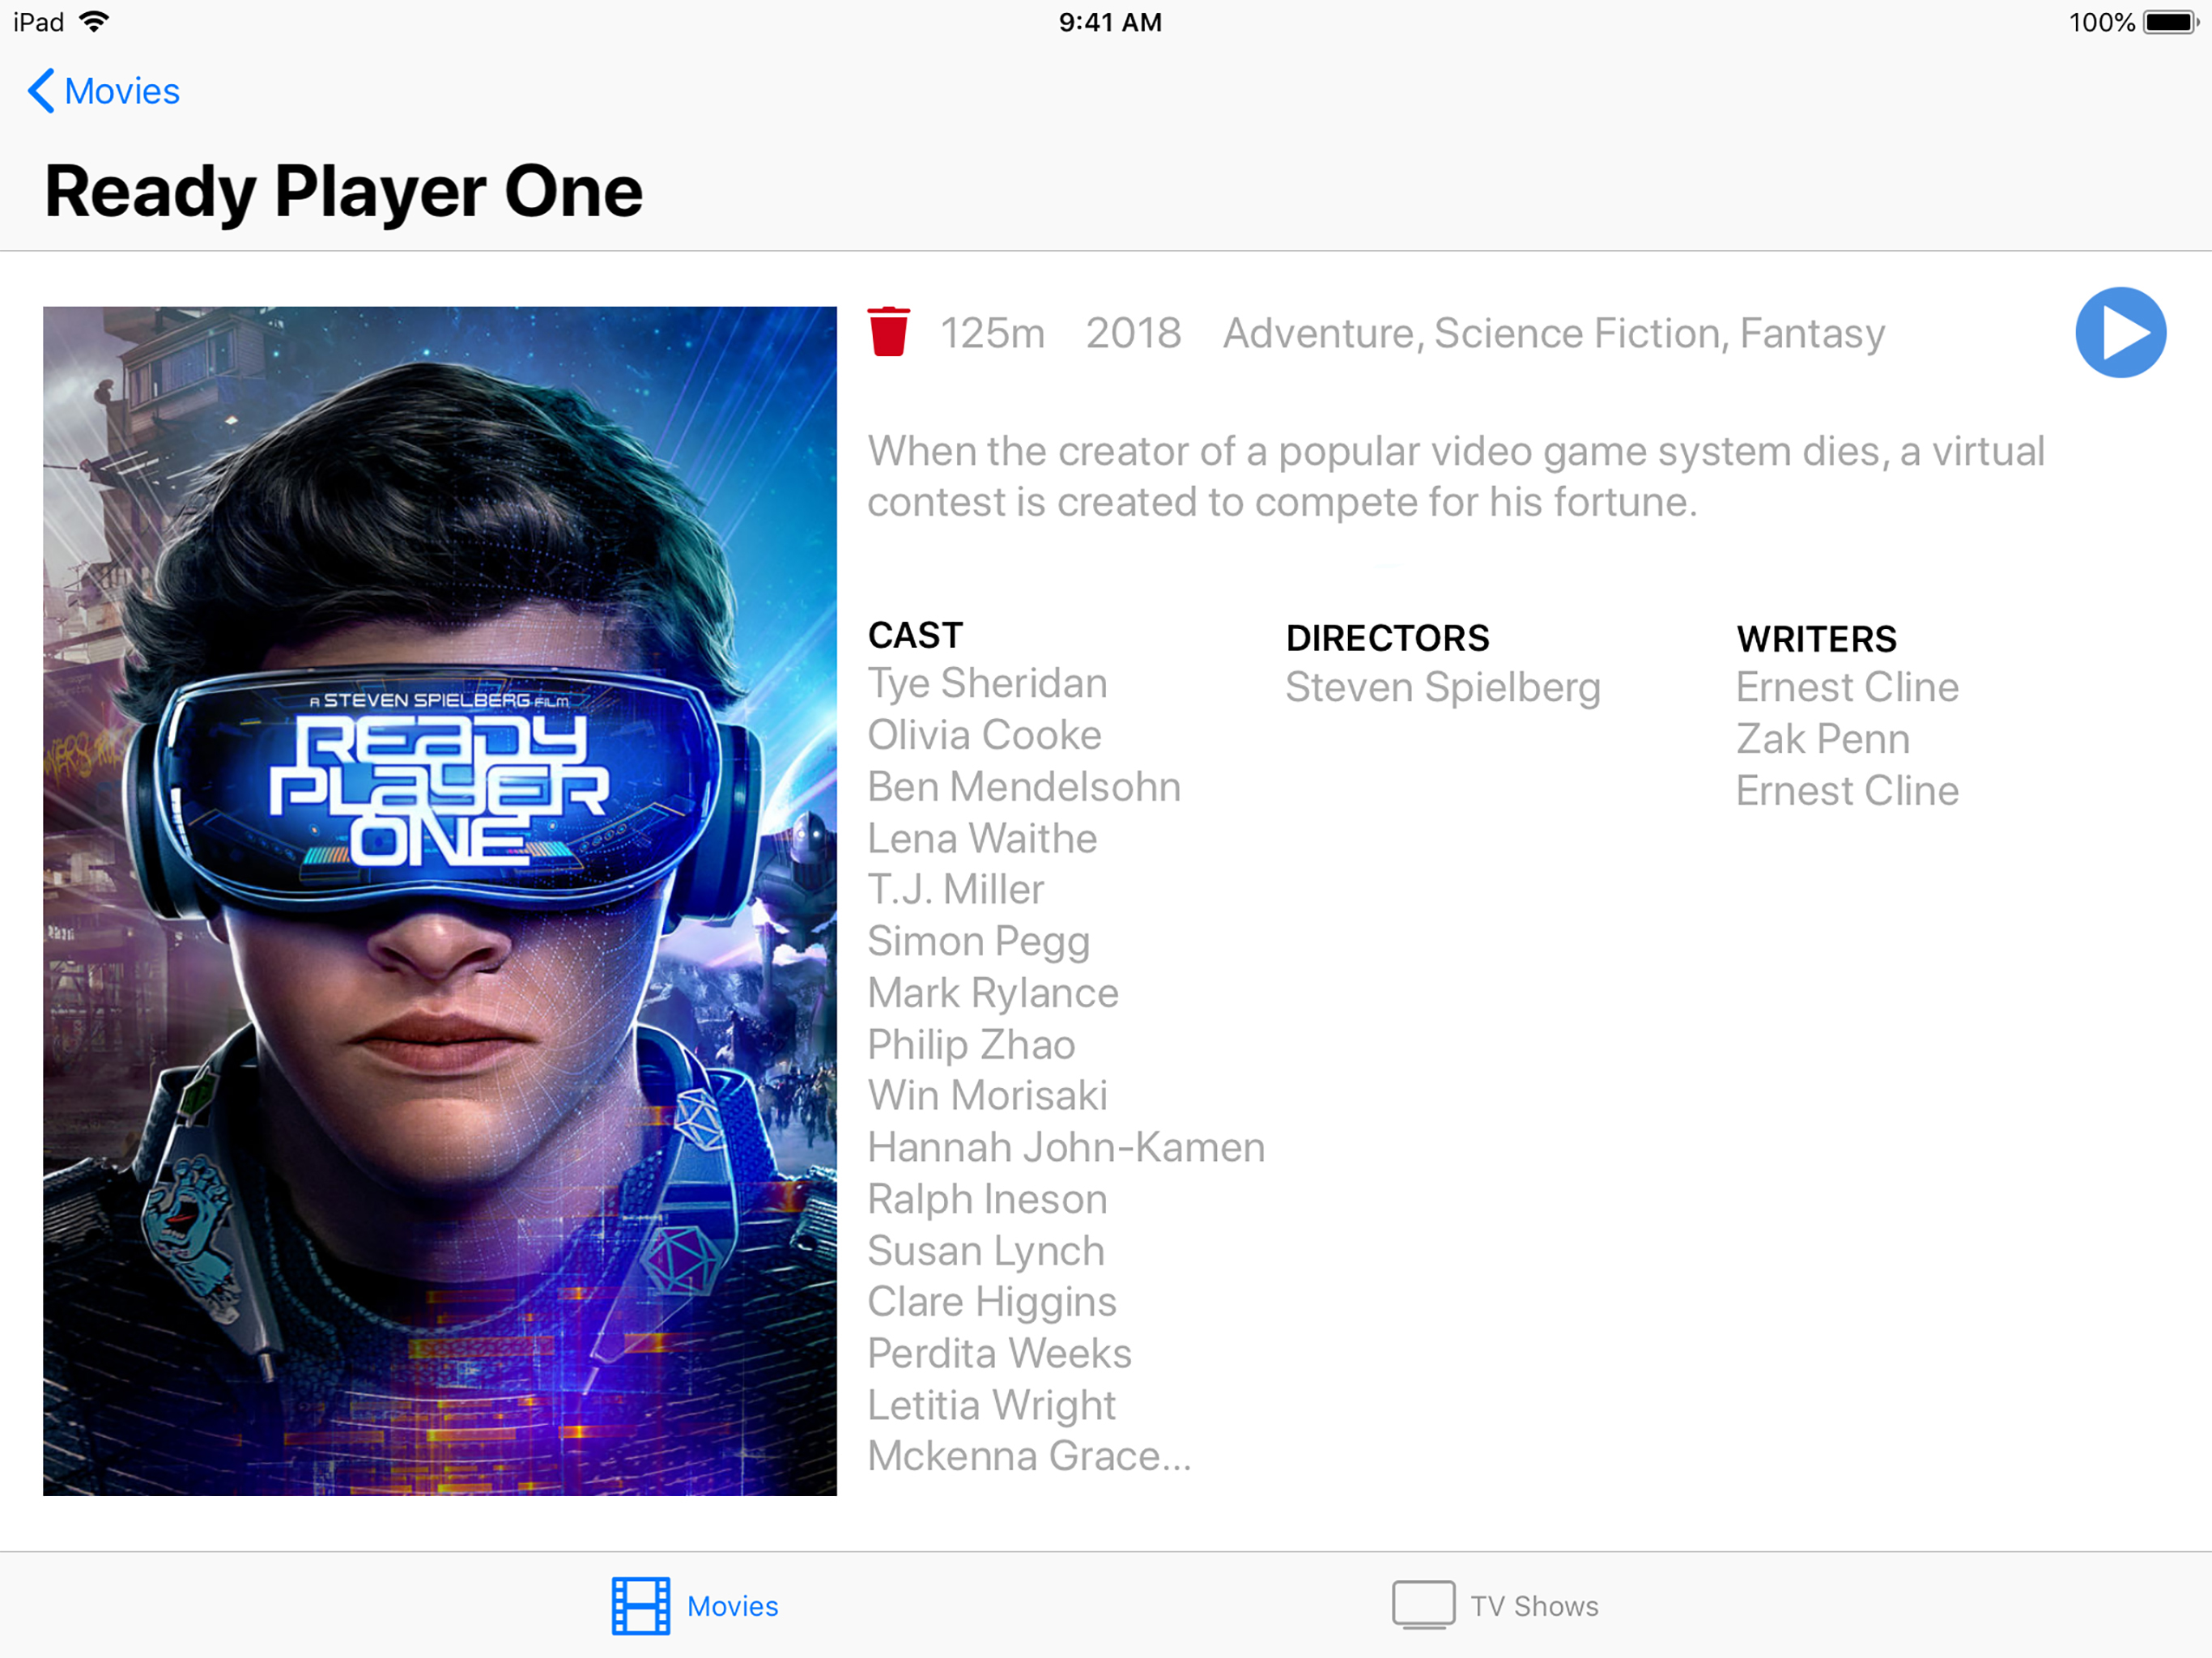 iPad
9:41 AM
100%
Movies
Ready Player One
125m 2018 Adventure, Science Fiction, Fantasy
When the creator of a popular video game system dies, a virtual
contest is created to compete for his fortune.
A STEVEN SPIELBERG FILM
READY
PLAYER
ONE
CAST
Tye Sheridan
Olivia Cooke
Ben Mendelsohn
Lena Waithe
T.J. Miller
Simon Pegg
Mark Rylance
Philip Zhao
Win Morisaki
Hannah John-Kamen
Ralph Ineson
Susan Lynch
Clare Higgins
Perdita Weeks
Letitia Wright
Mckenna Grace...
DIRECTORS
Steven Spielberg
WRITERS
Ernest Cline
Zak Penn
Ernest Cline
Movies
TV Shows